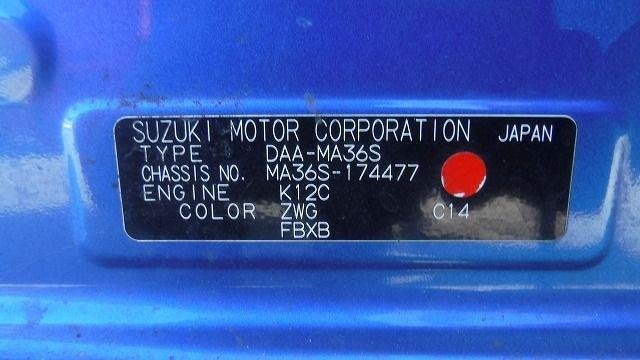 SUZUKI MOTOR CORPORATION JAPAN
TYPE DAA-MA36S
CHASSIS NO. MA36S-174477
ENGINE K12C
COLOR ZWG C14
FBXB